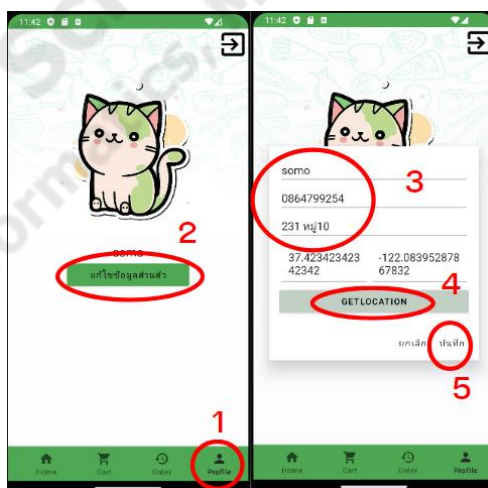 11:42
somo
2
แก้ไขข้อมูลส่วนตัว
1
Home
Cart
Order
Profile
11:42
somo
3
0864799254
231 หมู่10
37.423423423
42342
-122.083952878
67832
4
GETLOCATION
ยกเลิก
บันทึก
5
Home
Cart
Order
Profile